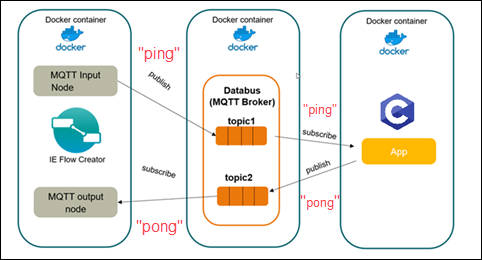 Docker container
docker
"ping"
publish
MQTT Input
Node
IE Flow Creator
subscribe
MQTT output
node
"pong"
Docker container
docker
Databus
(MQTT Broker)
topic1
topic2
"ping"
subscribe
publish
"pong"
Docker container
docker
C
App